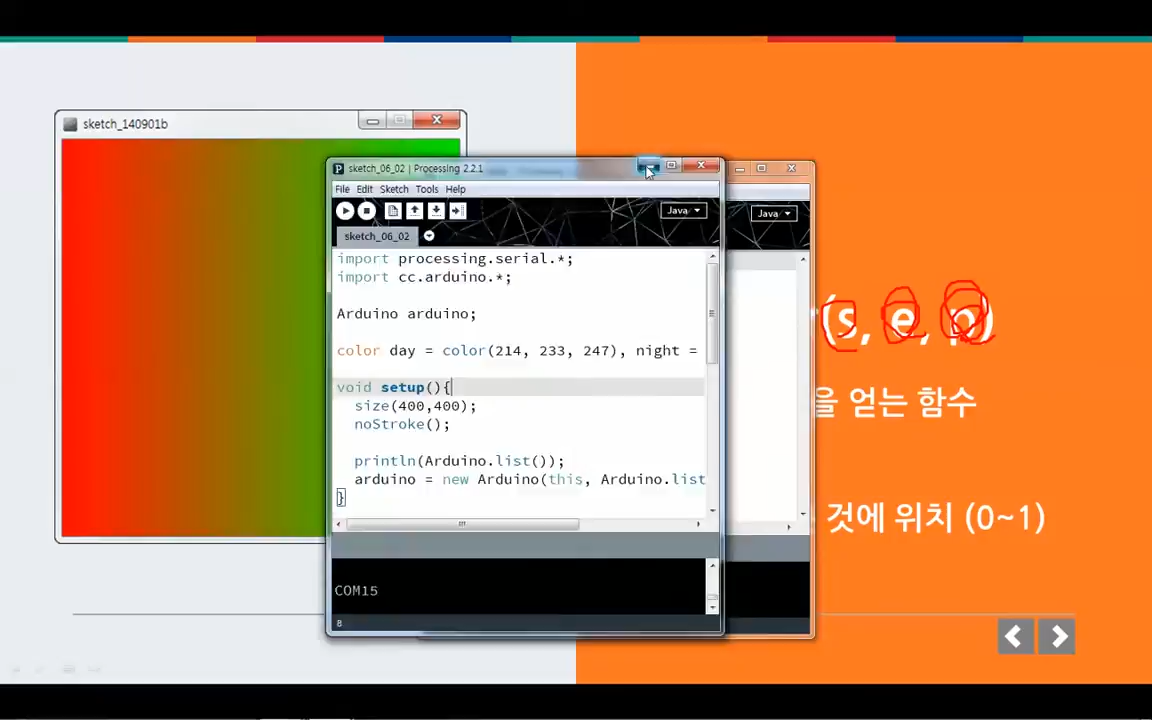 sketch_140901b
sketch_06_02 | Processing 2.2.1
File Edit Sketch Tools Help
Java
Java
sketch_06_02
import processing.serial.*;
import cc.arduino.*;
Arduino arduino;
color day = color(214, 233, 247), night =
void setup(){
size(400,400);
noStroke();
println(Arduino.list());
arduino = new Arduino(this, Arduino.list
}
COM15
8
(s, e, p)
을 얻는 함수
것에 위치 (0~1)